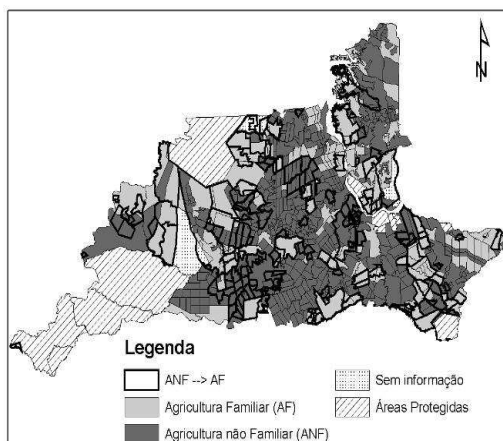 N
Legenda
ANF --> AF
Agricultura Familiar (AF)
Agricultura não Familiar (ANF)
Sem informação
Áreas Protegidas